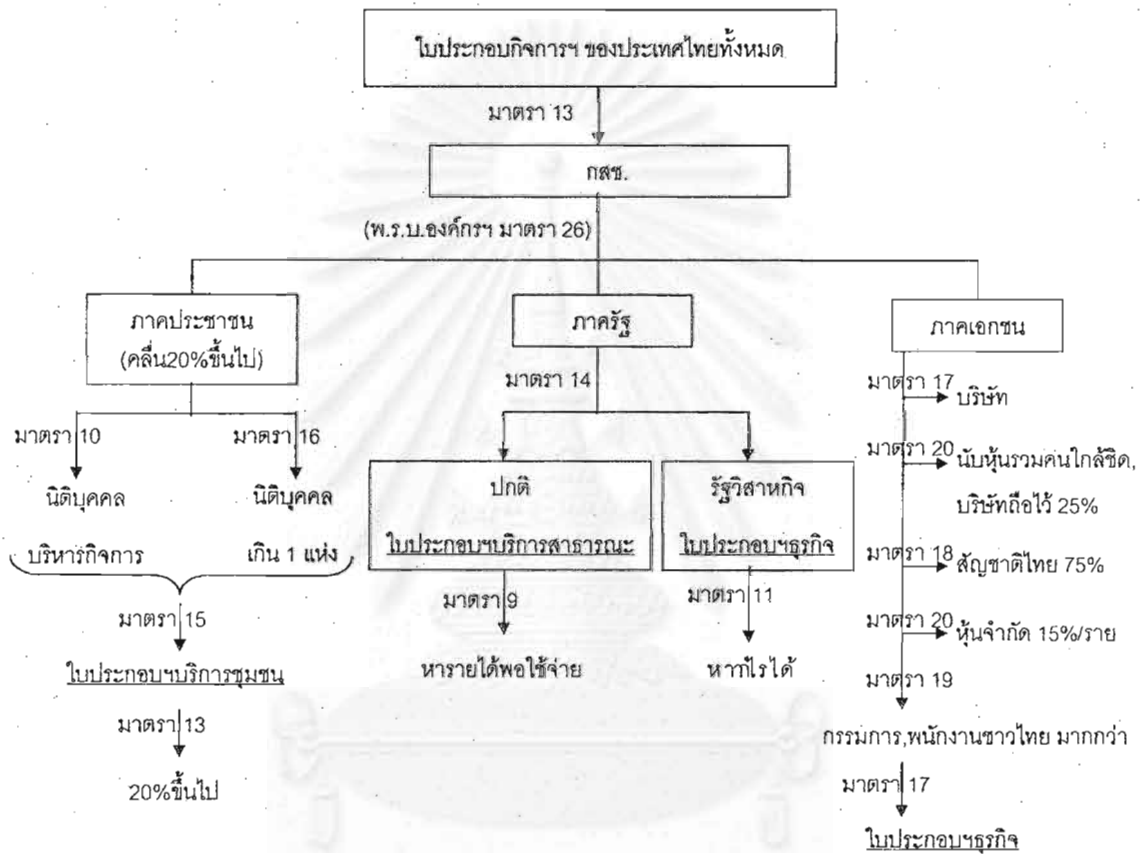 ใบประกอบกิจการฯ ของประเทศไทยทั้งหมด
มาตรา 13
กสช.
(พ.ร.บ.องค์กรฯ มาตรา 26)
ภาคประชาชน
(คลื่น20%ขึ้นไป)
มาตรา 10
นิติบุคคล
บริหารกิจการ
มาตรา 16
นิติบุคคล
เกิน 1 แห่ง
มาตรา 15
ใบประกอบฯบริการชุมชน
มาตรา 13
20%ขึ้นไป
ภาครัฐ
มาตรา 14
ปกติ
ใบประกอบฯบริการสาธารณะ
มาตรา 9
หารายได้พอใช้จ่าย
รัฐวิสาหกิจ
ใบประกอบฯธุรกิจ
มาตรา 11
หากำไรได้
ภาคเอกชน
มาตรา 17
บริษัท
มาตรา 20
นับหุ้นรวมคนใกล้ชิด,
บริษัทถือไว้ 25%
มาตรา 18
สัญชาติไทย 75%
มาตรา 20
หุ้นจำกัด 15%/ราย
มาตรา 19
กรรมการ,พนักงานชาวไทย มากกว่า
มาตรา 17
ใบประกอบฯธุรกิจ